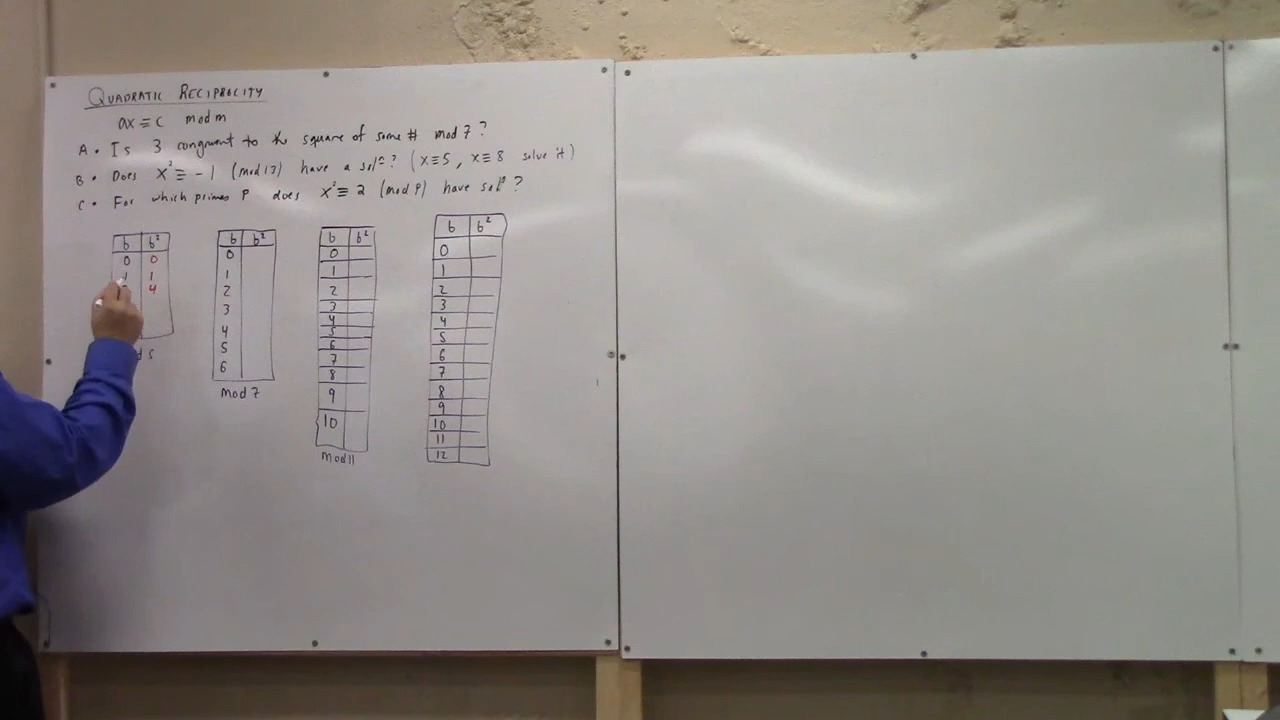 QUADRATIC RECIPROCITY
ax ≡ c mod m
A • Is 3 congruent to the square of some # mod 7?
B • Does x² ≡ -1 (mod 13) have a solⁿ? (x≡5, x≡8 solve it)
C • For which primes P does x² ≡ 2 (mod P) have solⁿ?
b b²
0 0
1 1
4
d 5
b b²
0
1
2
3
4
5
6
mod 7
b b²
0
1
2
3
4
5
6
7
8
9
10
mod 11
b b²
0
1
2
3
4
5
6
7
8
9
10
11
12